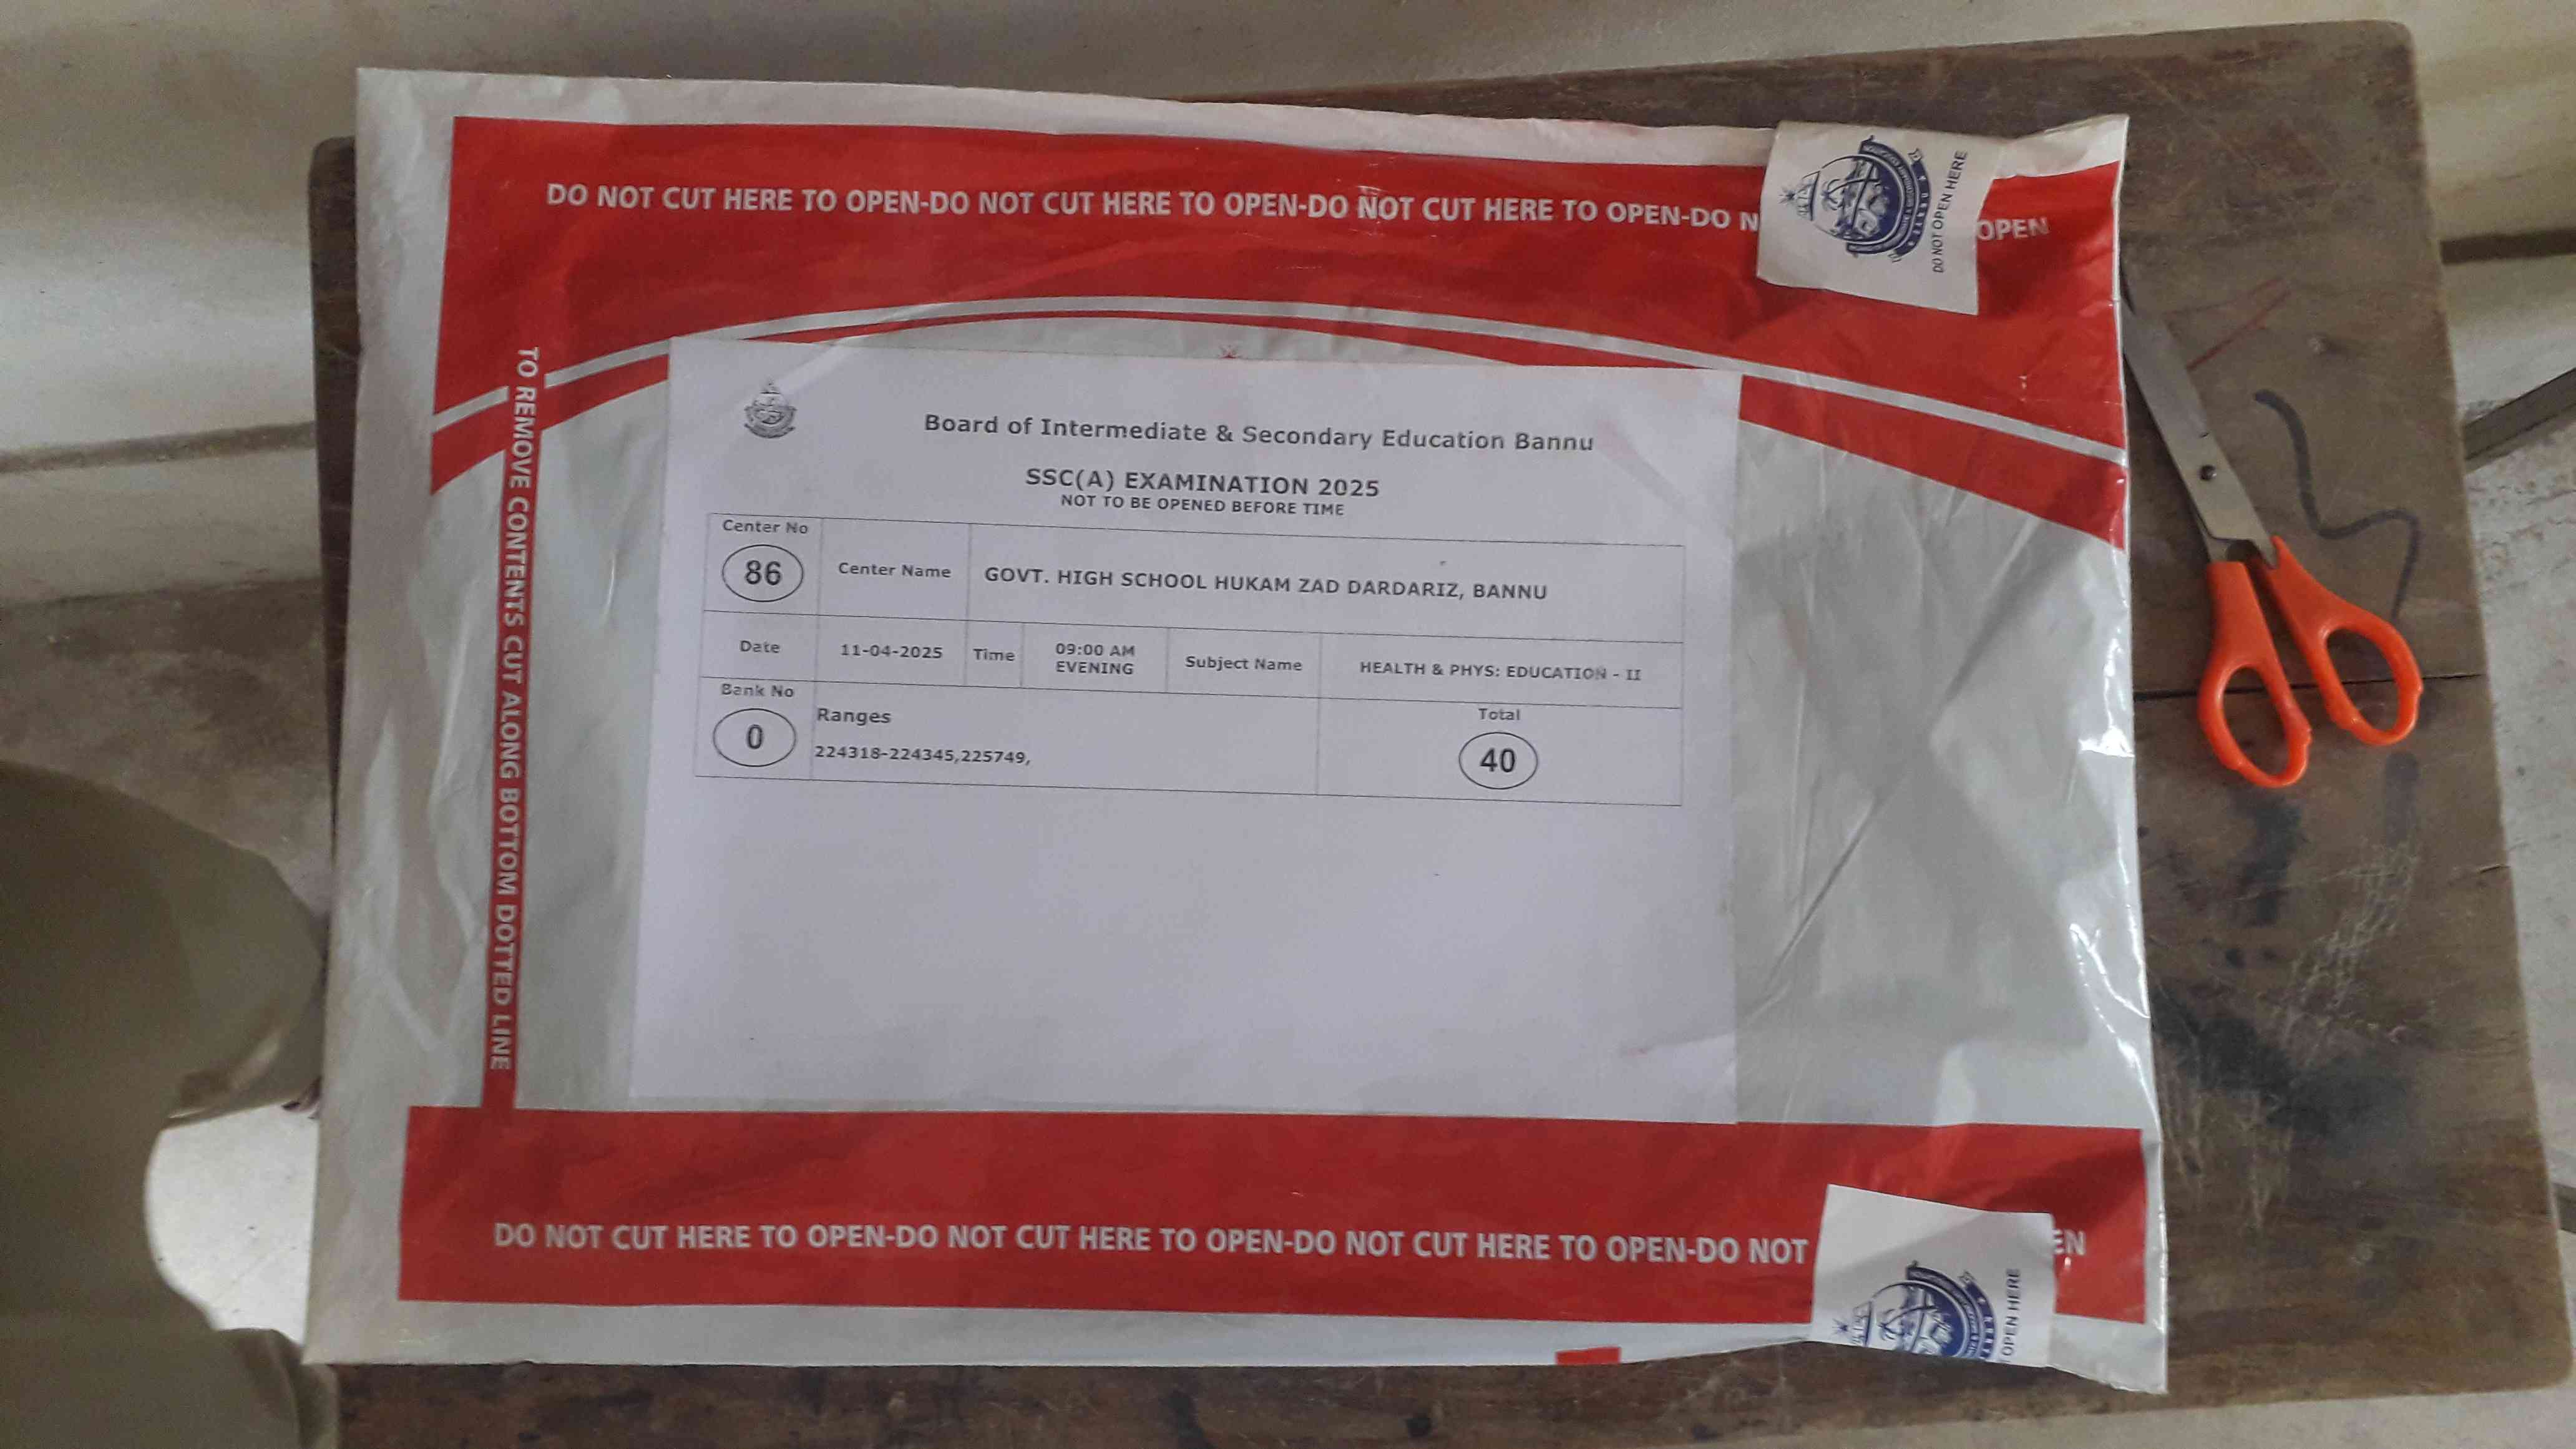 DO NOT CUT HERE TO OPEN-DO NOT CUT HERE TO OPEN-DO NOT CUT HERE TO OPEN-DO N
OPEN
DO NOT OPEN HERE
TO REMOVE CONTENTS CUT ALONG BOTTOM DOTTED LINE
Board of Intermediate & Secondary Education Bannu
SSC(A) EXAMINATION 2025
NOT TO BE OPENED BEFORE TIME
Center No
86
Center Name
GOVT. HIGH SCHOOL HUKAM ZAD DARDARIZ, BANNU
Date
11-04-2025
Time
09:00 AM
EVENING
Subject Name
HEALTH & PHYS: EDUCATION - II
Bank No
0
Ranges
224318-224345,225749,
Total
40
DO NOT CUT HERE TO OPEN-DO NOT CUT HERE TO OPEN-DO NOT CUT HERE TO OPEN-DO NOT
EN
OPEN HERE